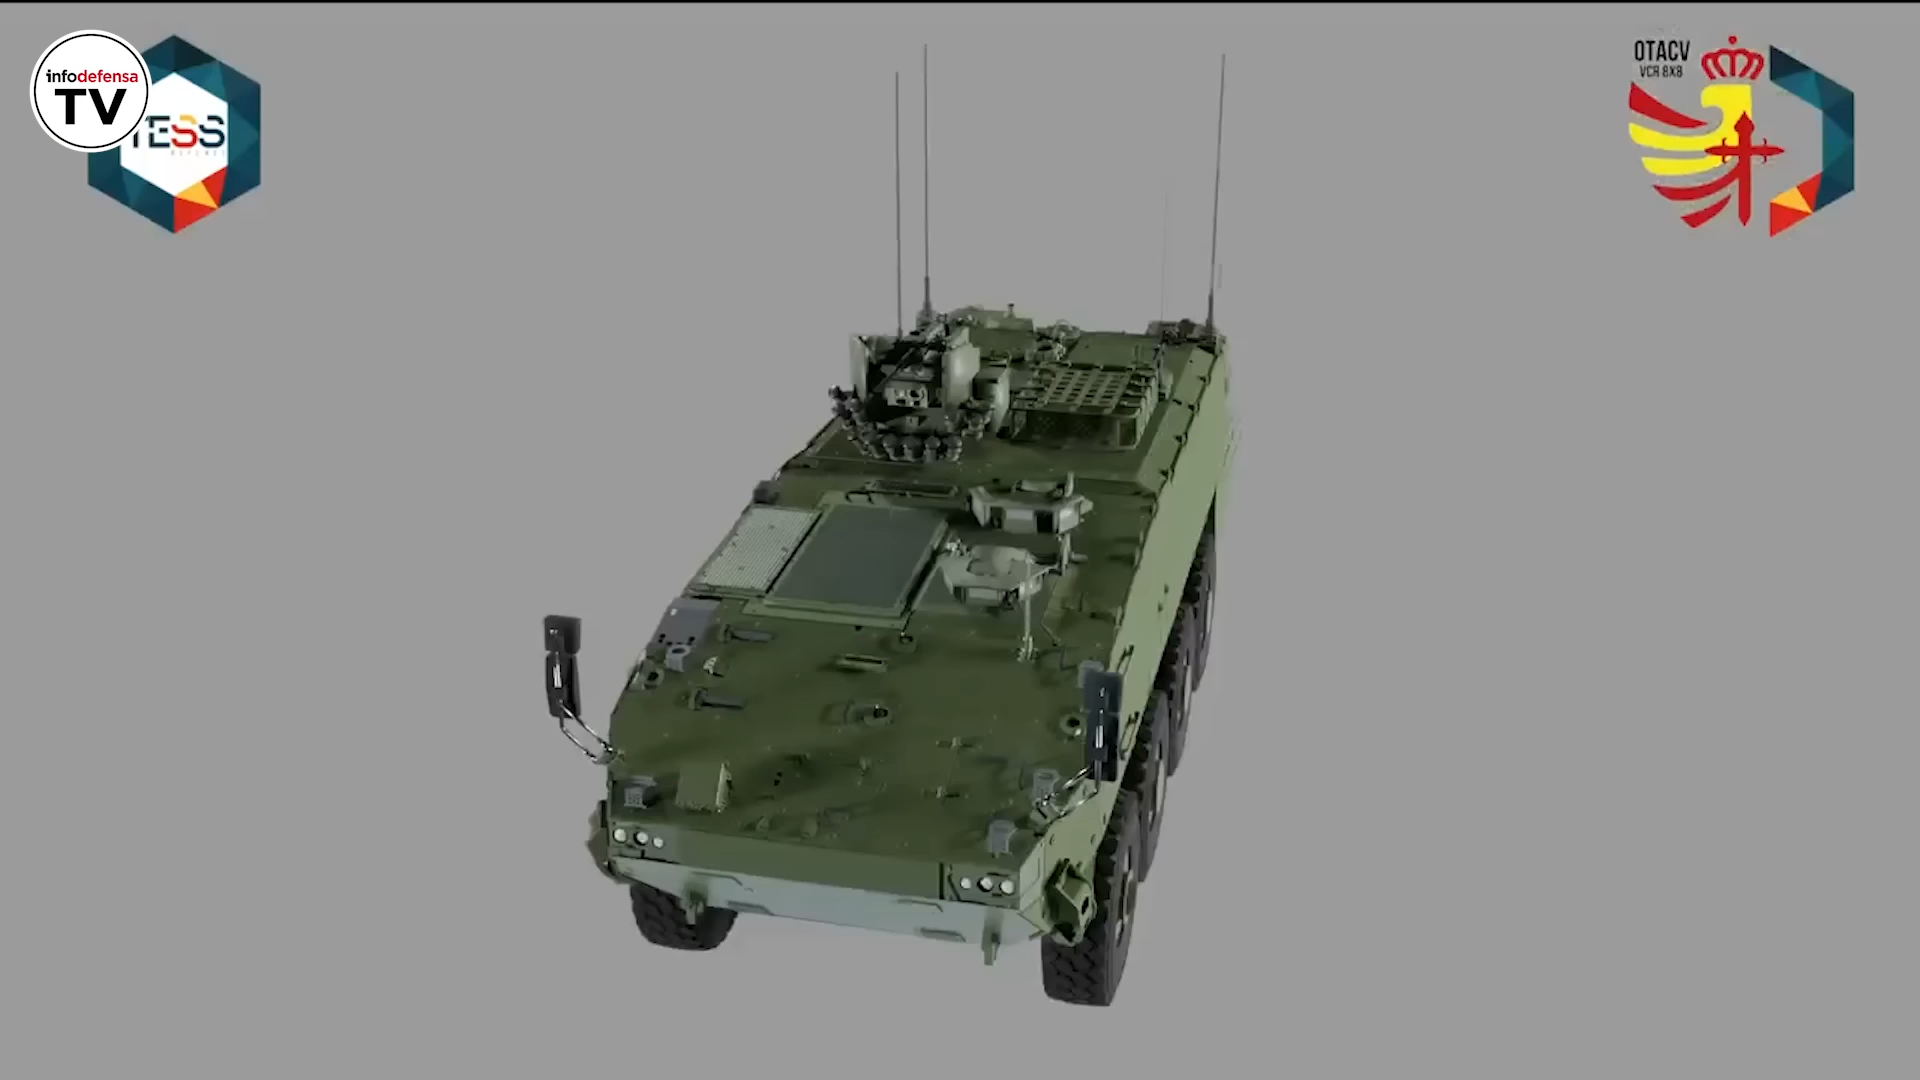 infodefensa
TV
TESS
OTACV
VCR 8X8